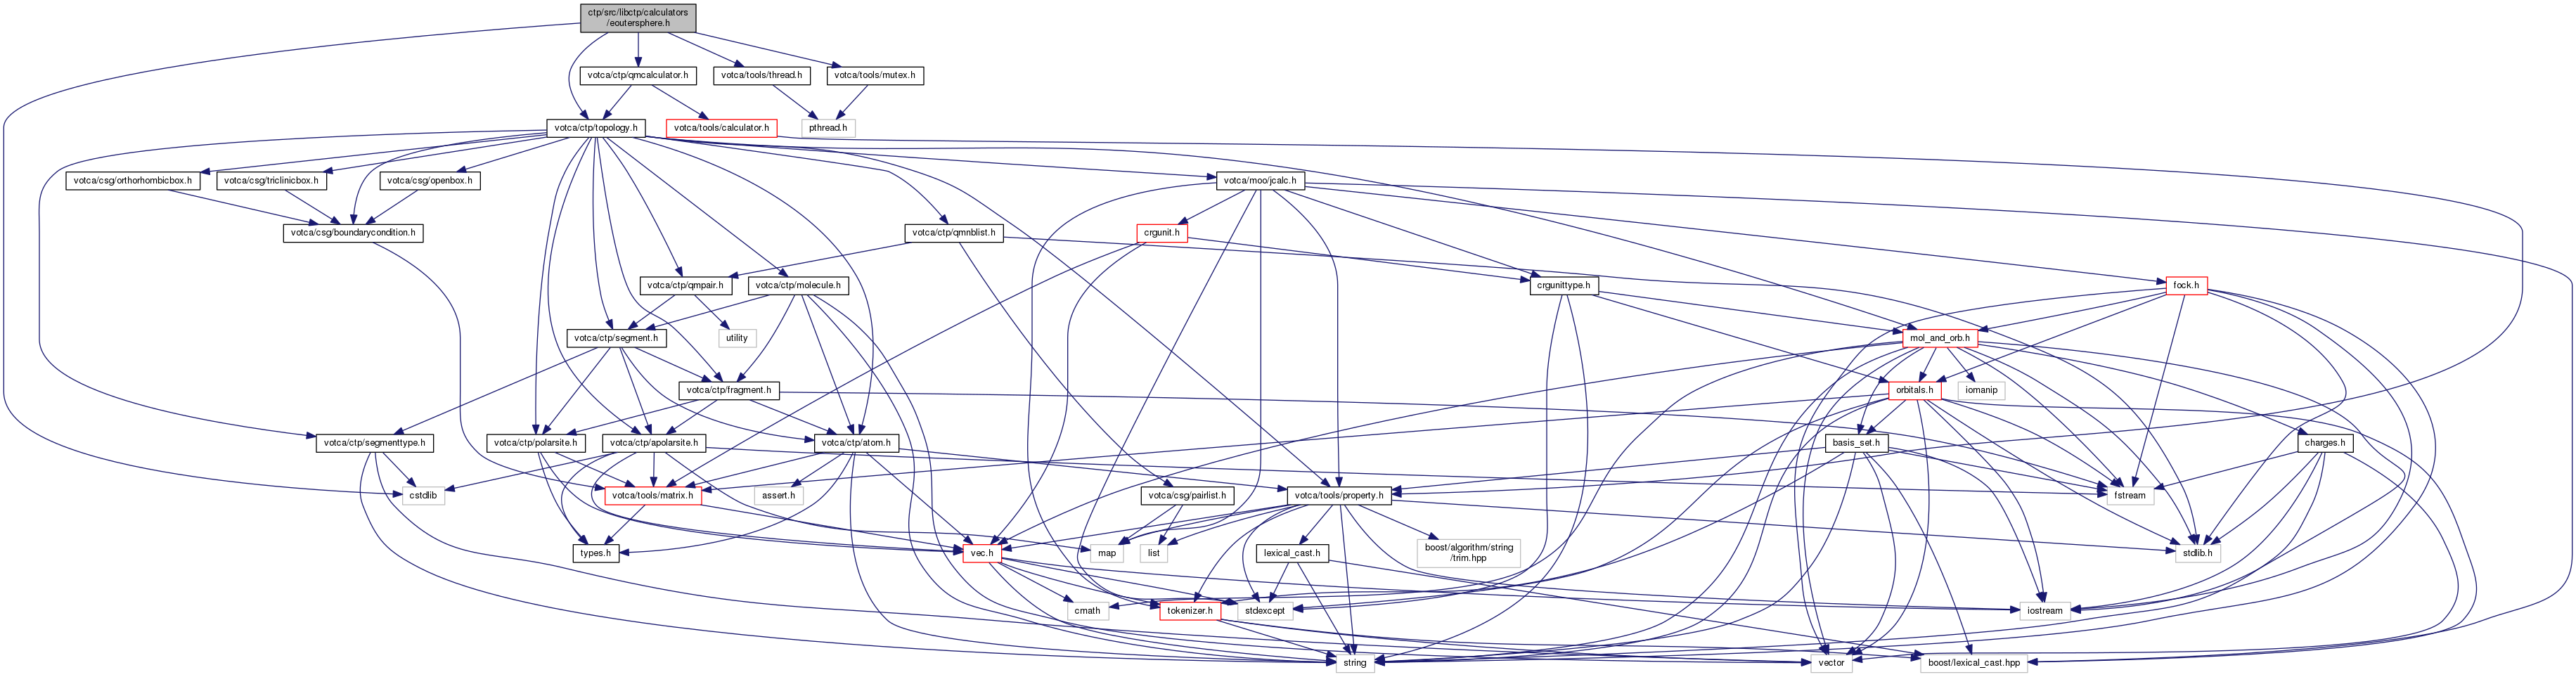 ctp/src/libctp/calculators
/eoutersphere.h
votca/ctp/qmcalculator.h
votca/tools/thread.h
votca/tools/mutex.h
votca/ctp/topology.h
votca/tools/calculator.h
pthread.h
votca/csg/orthorhombicbox.h
votca/csg/triclinicbox.h
votca/csg/openbox.h
votca/moo/jcalc.h
votca/csg/boundarycondition.h
votca/ctp/qmnblist.h
crgunit.h
votca/ctp/qmpair.h
votca/ctp/molecule.h
crgunittype.h
fock.h
votca/ctp/segment.h
utility
mol_and_orb.h
votca/ctp/fragment.h
orbitals.h
iomanip
votca/ctp/segmenttype.h
votca/ctp/polarsite.h
votca/ctp/apolarsite.h
votca/ctp/atom.h
basis_set.h
charges.h
cstdlib
votca/tools/matrix.h
assert.h
votca/csg/pairlist.h
votca/tools/property.h
fstream
types.h
vec.h
map
list
lexical_cast.h
boost/algorithm/string
/trim.hpp
stdlib.h
cmath
tokenizer.h
stdexcept
iostream
string
vector
boost/lexical_cast.hpp